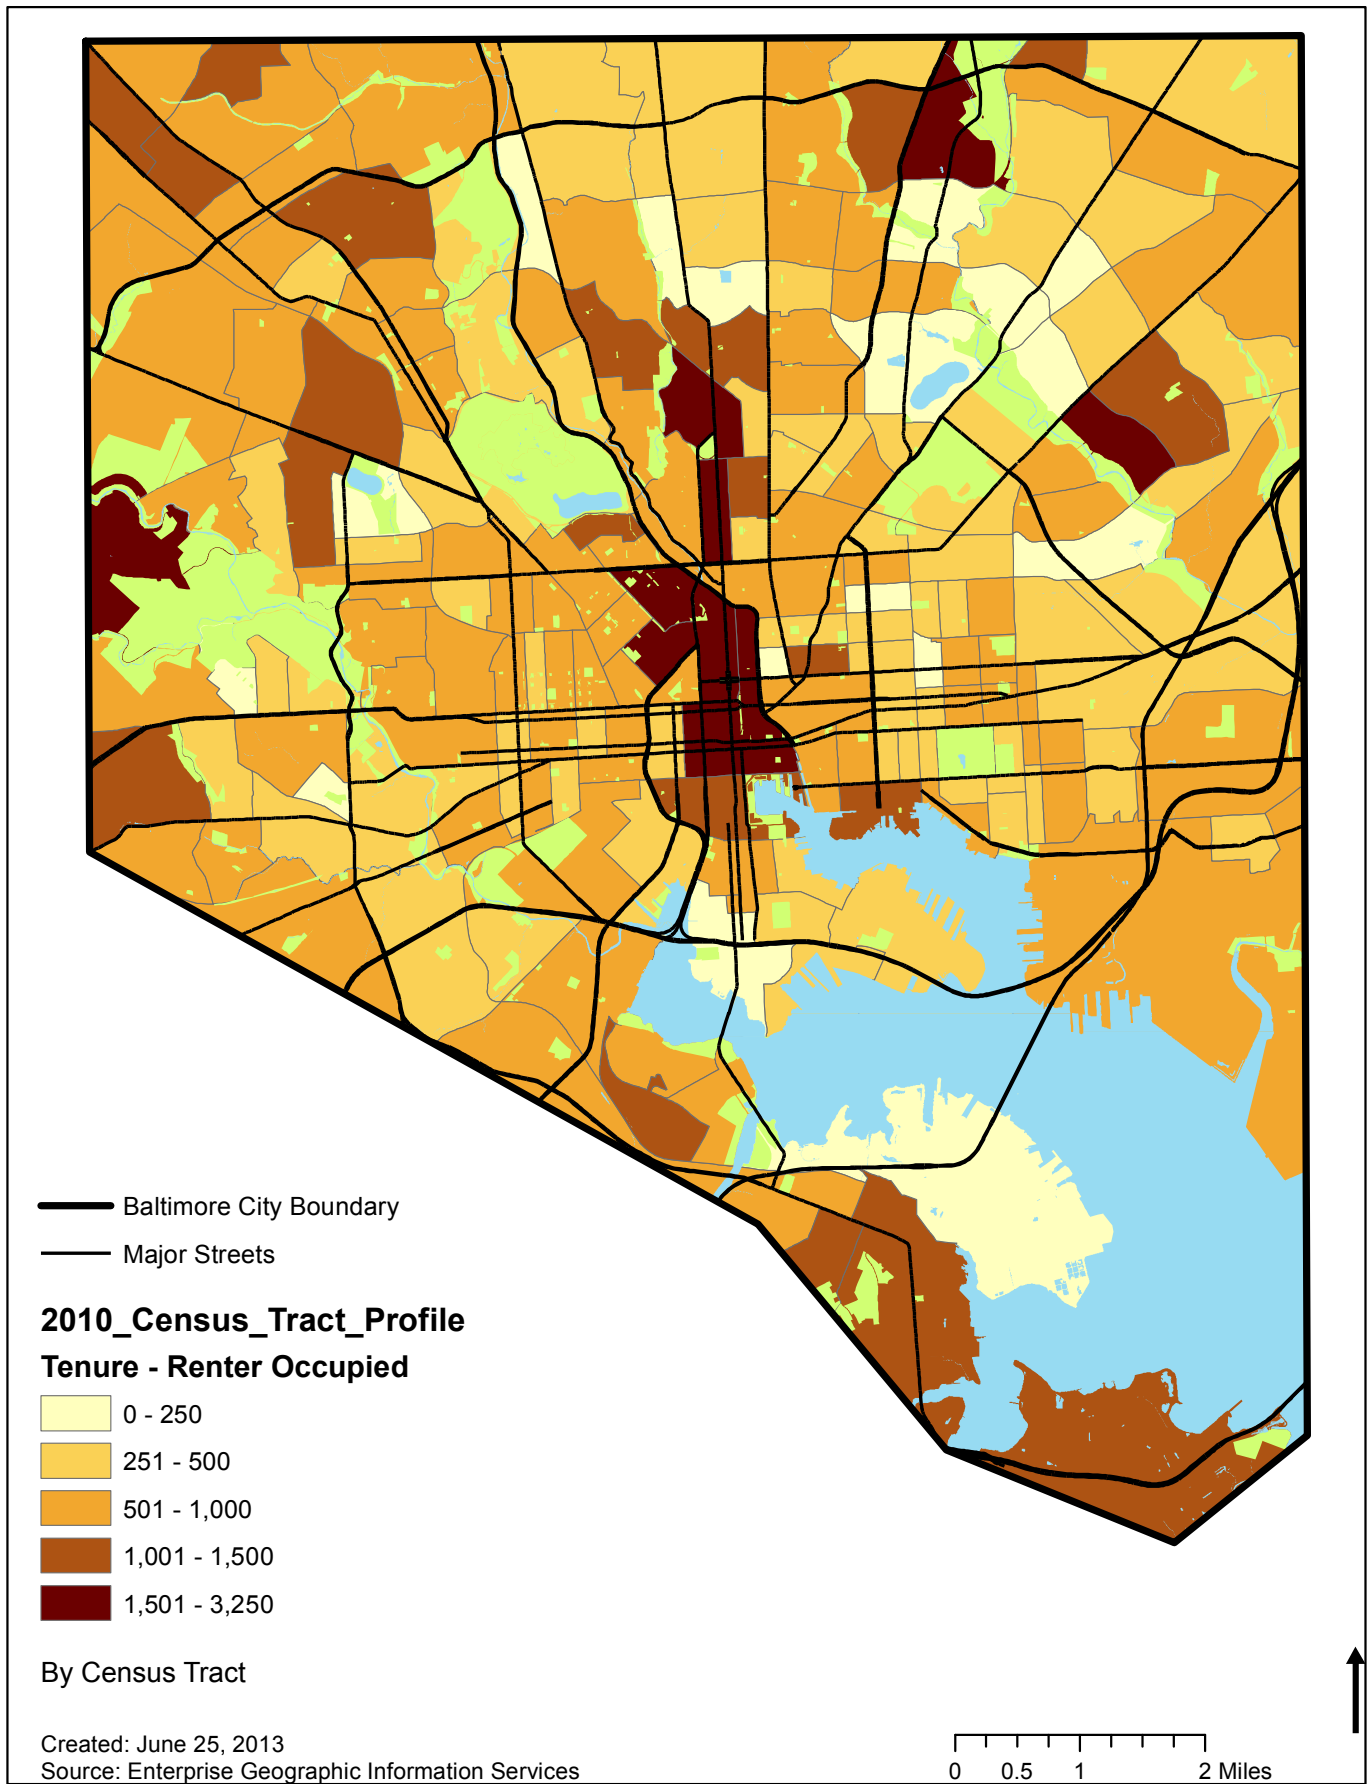 Baltimore City Boundary
Major Streets
2010_Census_Tract_Profile
Tenure - Renter Occupied
0 - 250
251 - 500
501 - 1,000
1,001 - 1,500
1,501 - 3,250
By Census Tract
Created: June 25, 2013
Source: Enterprise Geographic Information Services
0 0.5 1 2 Miles